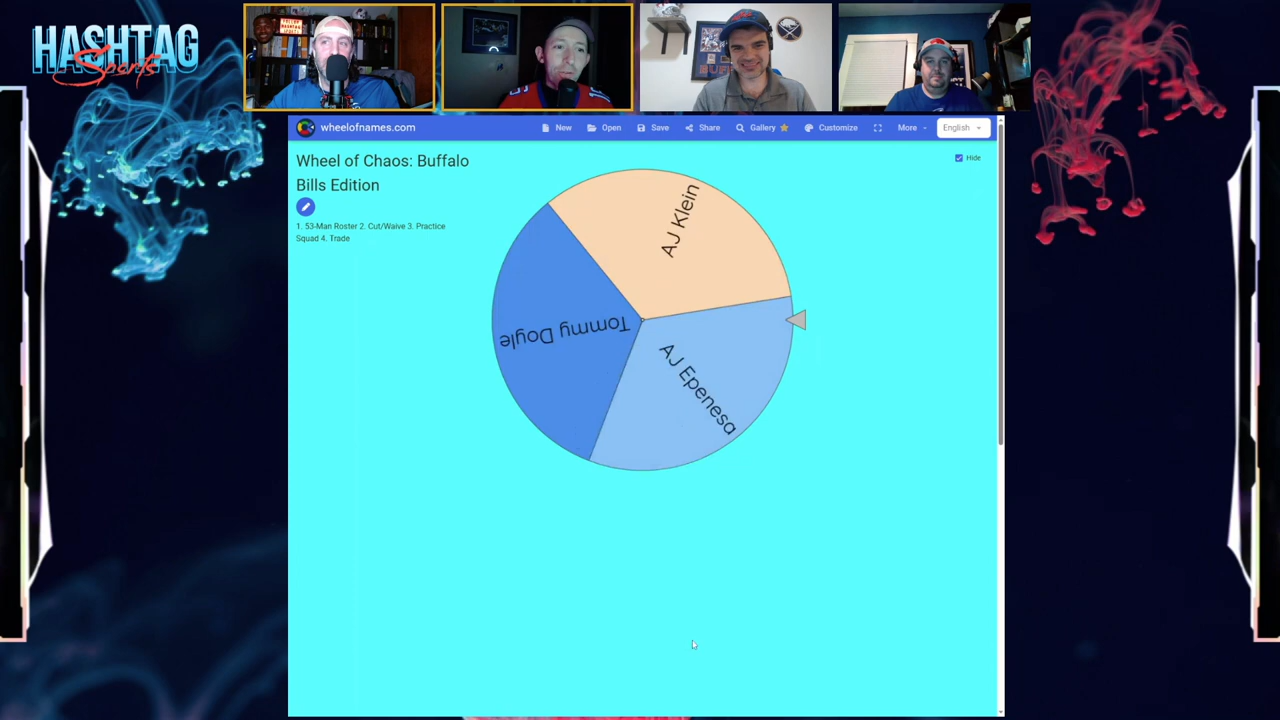 HASHTAG
Sports
wheelofnames.com
New
Open
Save
Share
Gallery
Customize
More
English
Wheel of Chaos: Buffalo
Bills Edition
Hide
1. 53-Man Roster 2. Cut/Waive 3. Practice
Squad 4. Trade
AJ Klein
Tommy Doyle
AJ Epenesa